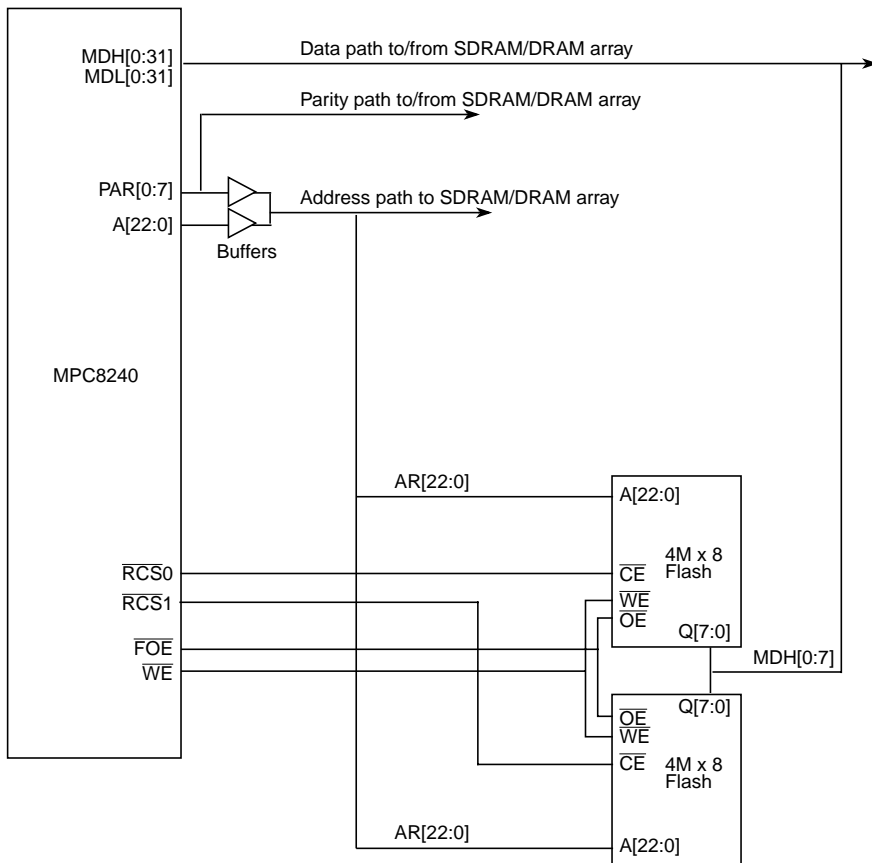 MDH[0:31]
MDL[0:31]
Data path to/from SDRAM/DRAM array
Parity path to/from SDRAM/DRAM array
PAR[0:7]
Address path to SDRAM/DRAM array
A[22:0]
Buffers
MPC8240
AR[22:0]
A[22:0]
4M x 8
Flash
RCS0
CE
RCS1
WE
OE
Q[7:0]
FOE
WE
MDH[0:7]
Q[7:0]
OE
WE
CE
4M x 8
Flash
AR[22:0]
A[22:0]